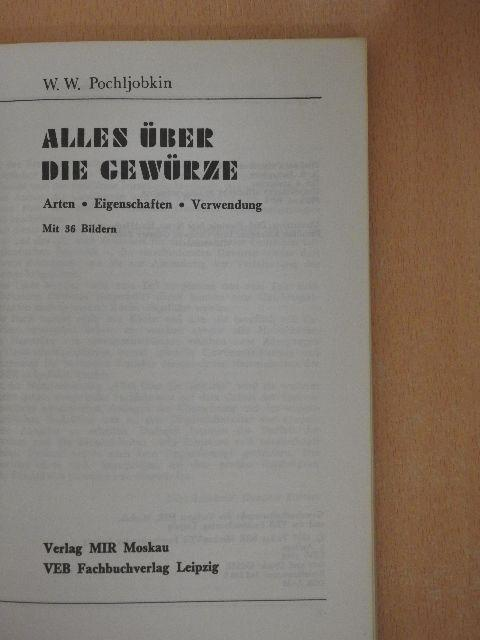 W. W. Pochljobkin
ALLES ÜBER
DIE GEWÜRZE
Arten • Eigenschaften • Verwendung
Mit 36 Bildern
Verlag MIR Moskau
VEB Fachbuchverlag Leipzig